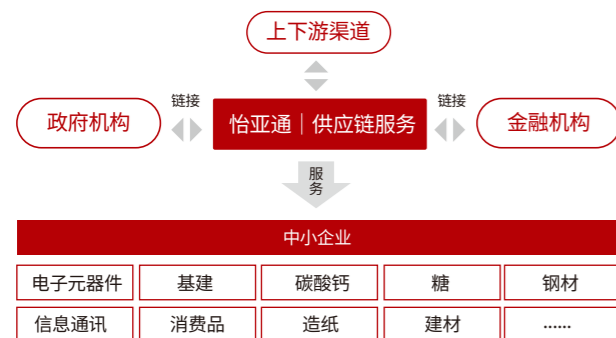 上下游渠道
链接
链接
政府机构
怡亚通｜供应链服务
金融机构
服务
中小企业
电子元器件 基建 碳酸钙 糖 钢材
信息通讯 消费品 造纸 建材 ......